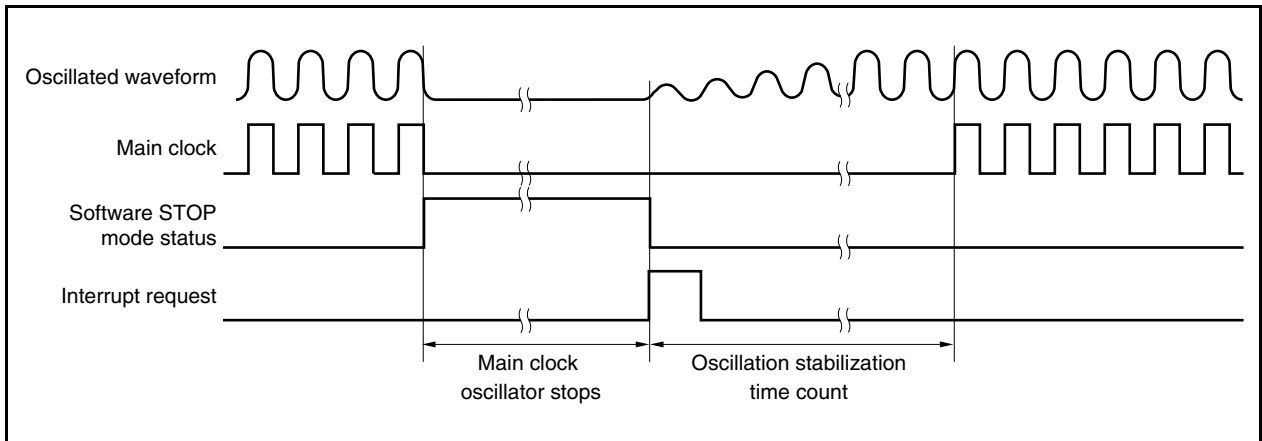 Oscillated waveform
Main clock
Software STOP
mode status
Interrupt request
Main clock
oscillator stops
Oscillation stabilization
time count